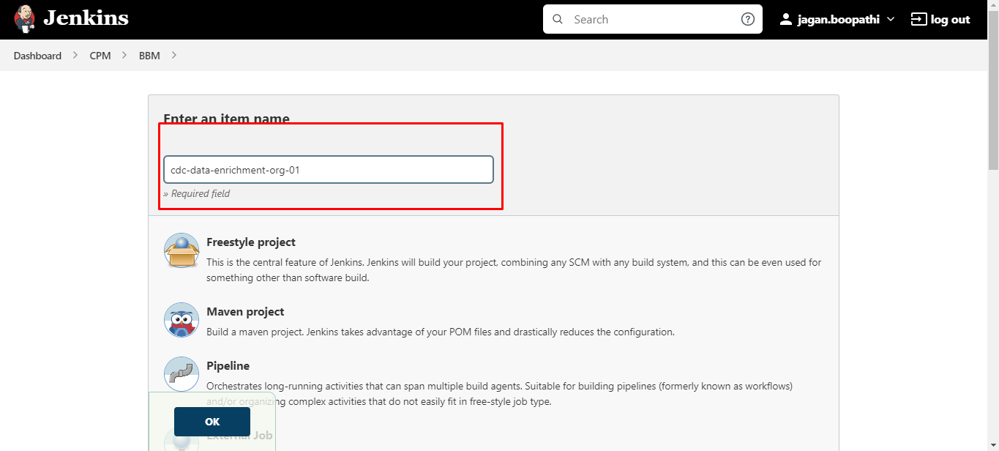 Jenkins
Search
jagan.boopathi
log out
Dashboard
CPM
BBM
Enter an item name
cdc-data-enrichment-org-01
» Required field
Freestyle project
This is the central feature of Jenkins. Jenkins will build your project, combining any SCM with any build system, and this can be even used for
something other than software build.
Maven project
Build a maven project. Jenkins takes advantage of your POM files and drastically reduces the configuration.
Pipeline
Orchestrates long-running activities that can span multiple build agents. Suitable for building pipelines (formerly known as workflows)
and/or organizing complex activities that do not easily fit in free-style job type.
OK
External Job